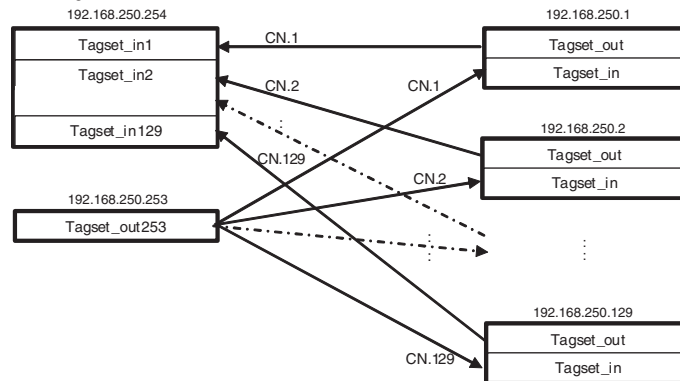 192.168.250.254
Tagset_in1
Tagset_in2
Tagset_in129
192.168.250.253
Tagset_out253
CN.1
CN.2
CN.129
CN.1
CN.2
CN.129
192.168.250.1
Tagset_out
Tagset_in
192.168.250.2
Tagset_out
Tagset_in
192.168.250.129
Tagset_out
Tagset_in